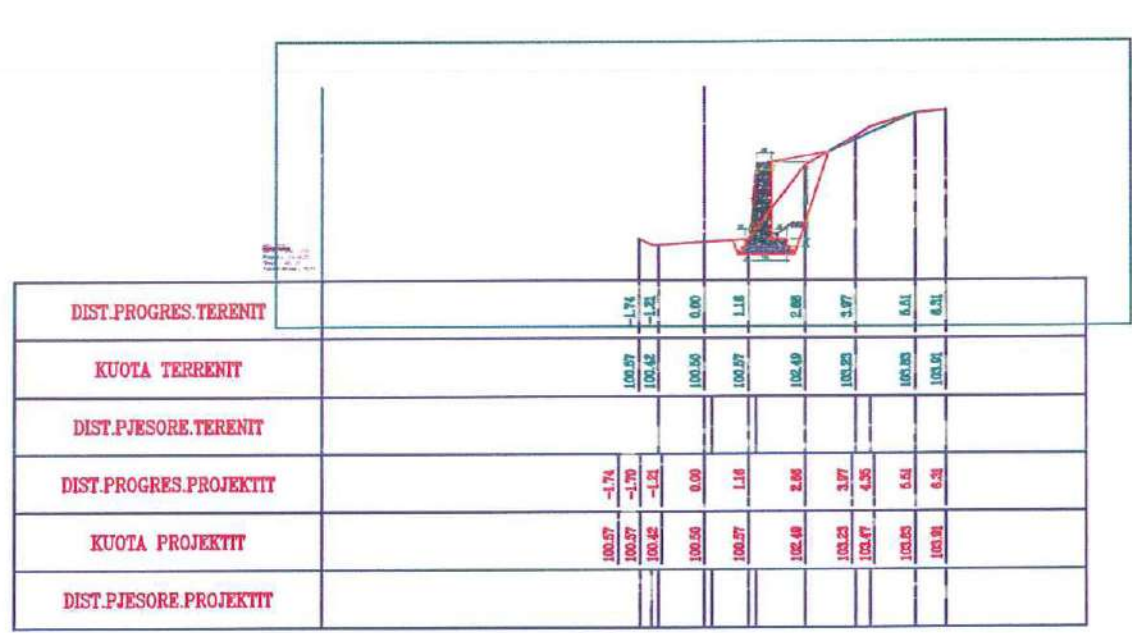 DIST.PROGRES.TERENIT -1.74 -1.21 0.00 1.16 2.66 3.97 5.51 6.31
KUOTA TERRENIT 100.57 100.42 100.50 100.57 102.49 103.23 103.83 103.91
DIST.PJESORE.TERENIT
DIST.PROGRES.PROJEKTIT -1.74 -1.70 -1.21 0.00 1.16 2.66 3.97 4.35 5.51 6.31
KUOTA PROJEKTIT 100.57 100.57 100.42 100.50 100.57 102.49 103.23 103.47 103.83 103.91
DIST.PJESORE.PROJEKTIT